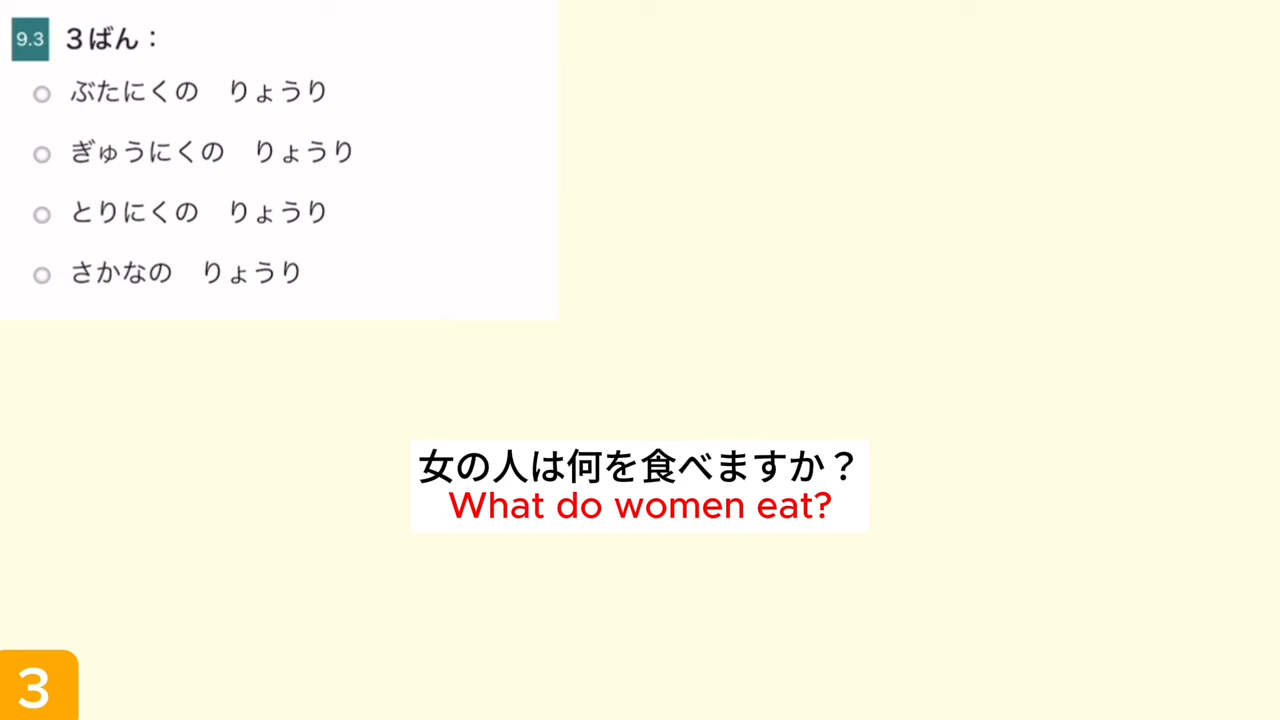 9.3 3ばん：
ぶたにくの　りょうり
ぎゅうにくの　りょうり
とりにくの　りょうり
さかなの　りょうり
女の人は何を食べますか？
What do women eat?
3